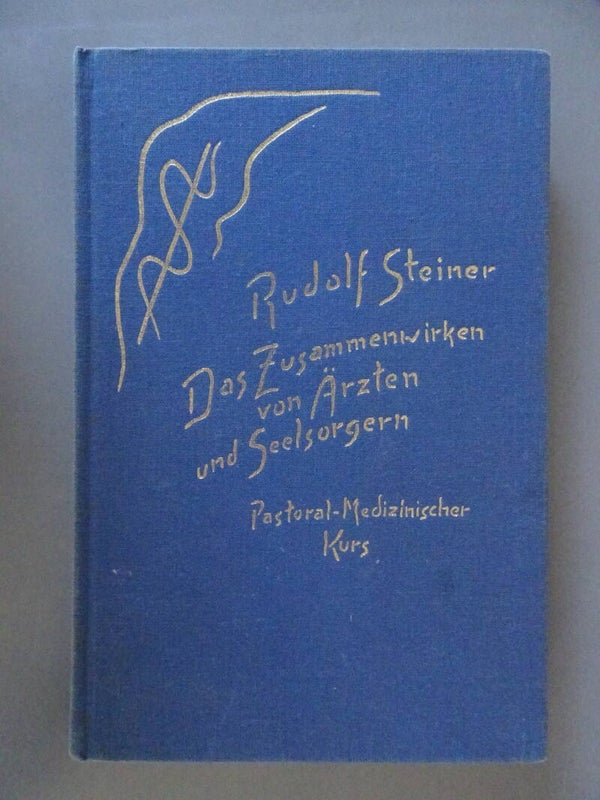 Rudolf Steiner
Das Zusammenwirken
von Ärzten
und Seelsorgern
Pastoral-Medizinischer
Kurs